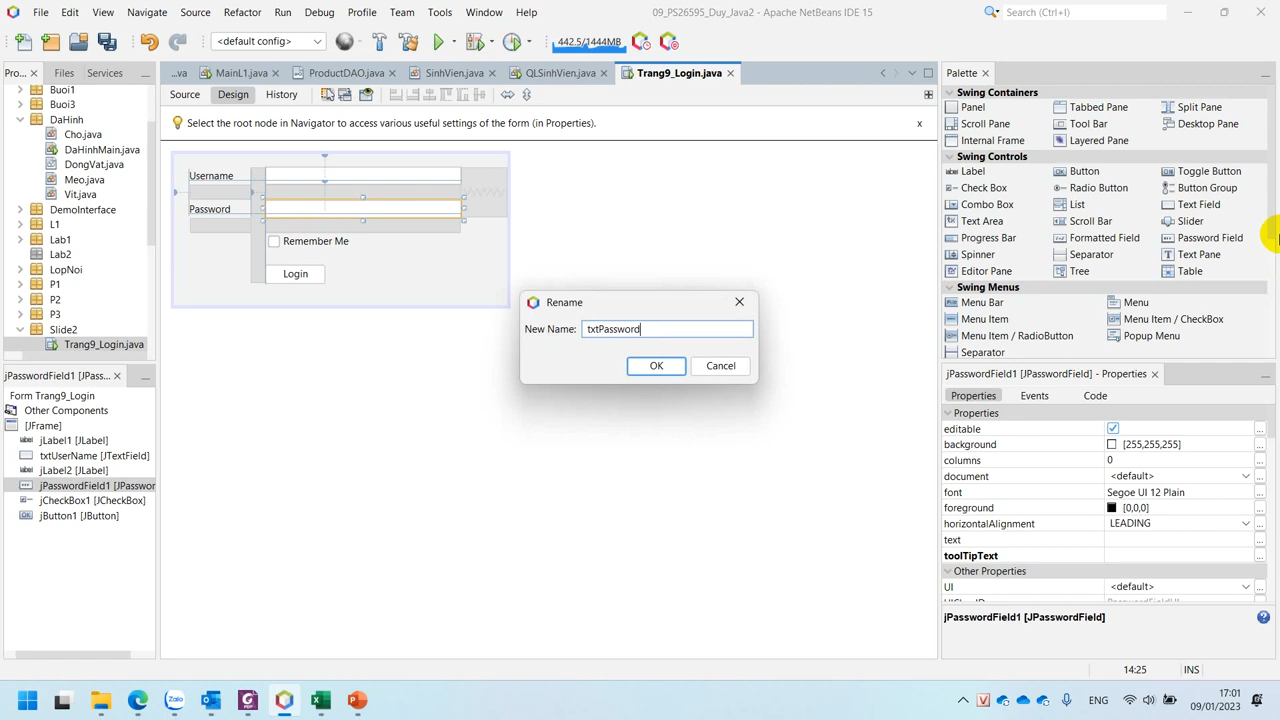 File Edit View Navigate Source Refactor Run Debug Profile Team Tools Window Help
09_PS26595_Duy_Java2 - Apache NetBeans IDE 15
Search (Ctrl+I)
<default config>
442.5/1444MB
Pro... Files Services
...va MainL1.java ProductDAO.java SinhVien.java QLSinhVien.java Trang9_Login.java
Source Design History
Select the root node in Navigator to access various useful settings of the form (in Properties). x
Buoi1
Buoi3
DaHinh
Cho.java
DaHinhMain.java
DongVat.java
Meo.java
Vit.java
DemoInterface
L1
Lab1
Lab2
LopNoi
P1
P2
P3
Slide2
Trang9_Login.java
jPasswordField1 [JPass...
Form Trang9_Login
Other Components
[JFrame]
jLabel1 [JLabel]
txtUserName [JTextField]
jLabel2 [JLabel]
jPasswordField1 [JPasswor
jCheckBox1 [JCheckBox]
jButton1 [JButton]
Username
Password
Remember Me
Login
Rename
New Name: txtPassword
OK Cancel
Palette
Swing Containers
Panel Tabbed Pane Split Pane
Scroll Pane Tool Bar Desktop Pane
Internal Frame Layered Pane
Swing Controls
Label Button Toggle Button
Check Box Radio Button Button Group
Combo Box List Text Field
Text Area Scroll Bar Slider
Progress Bar Formatted Field Password Field
Spinner Separator Text Pane
Editor Pane Tree Table
Swing Menus
Menu Bar Menu
Menu Item Menu Item / CheckBox
Menu Item / RadioButton Popup Menu
Separator
jPasswordField1 [JPasswordField] - Properties
Properties Events Code
Properties
editable ...
background [255,255,255] ...
columns 0 ...
document <default> ...
font Segoe UI 12 Plain ...
foreground [0,0,0] ...
horizontalAlignment LEADING ...
text ...
toolTipText ...
Other Properties
UI <default> ...
jPasswordField1 [JPasswordField]
14:25 INS
ENG
17:01
09/01/2023